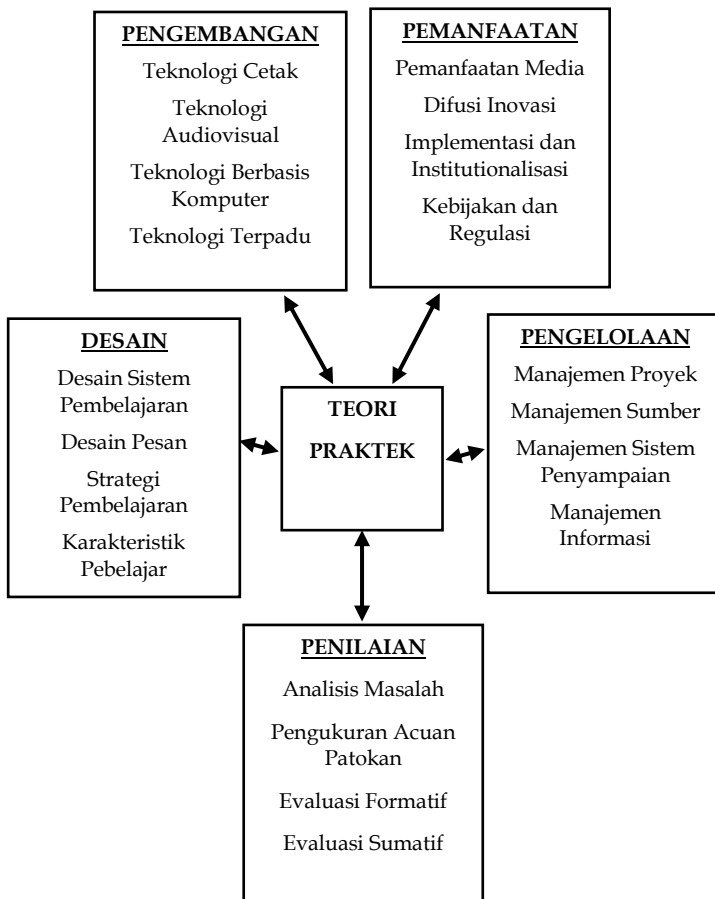 PENGEMBANGAN
Teknologi Cetak
Teknologi
Audiovisual
Teknologi Berbasis
Komputer
Teknologi Terpadu
PEMANFAATAN
Pemanfaatan Media
Difusi Inovasi
Implementasi dan
Institutionalisasi
Kebijakan dan
Regulasi
DESAIN
Desain Sistem
Pembelajaran
Desain Pesan
Strategi
Pembelajaran
Karakteristik
Pebelajar
TEORI
PRAKTEK
PENGELOLAAN
Manajemen Proyek
Manajemen Sumber
Manajemen Sistem
Penyampaian
Manajemen
Informasi
PENILAIAN
Analisis Masalah
Pengukuran Acuan
Patokan
Evaluasi Formatif
Evaluasi Sumatif